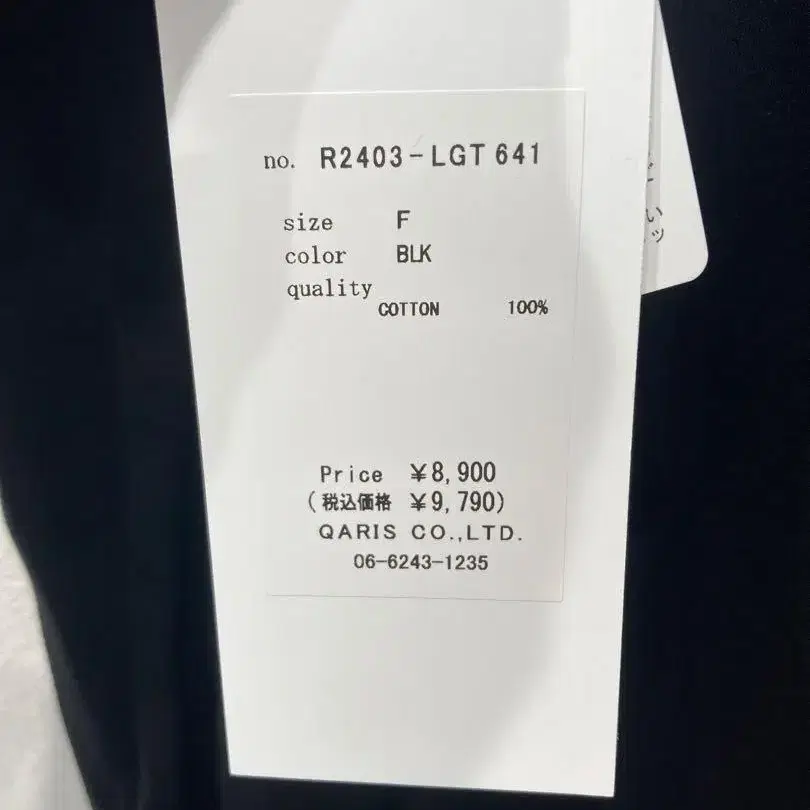 no. R2403-LGT 641
size F
color BLK
quality
COTTON 100%
Price ¥8,900
(税込価格 ¥9,790)
QARIS CO.,LTD.
06-6243-1235